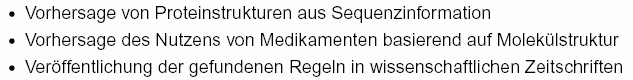 • Vorhersage von Proteinstrukturen aus Sequenzinformation
• Vorhersage des Nutzens von Medikamenten basierend auf Molekülstruktur
• Veröffentlichung der gefundenen Regeln in wissenschaftlichen Zeitschriften